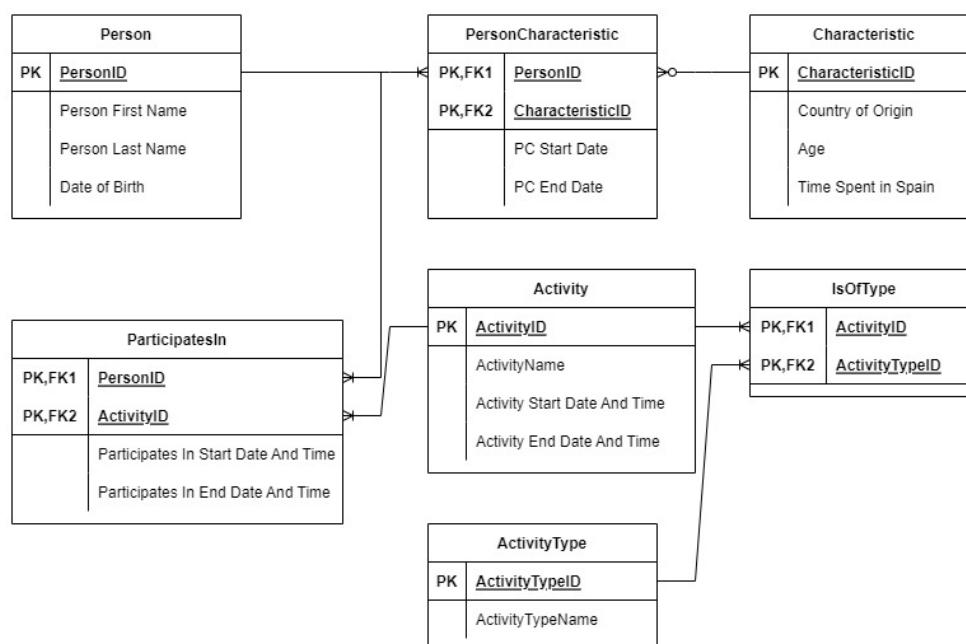 Person
PK PersonID
Person First Name
Person Last Name
Date of Birth
PersonCharacteristic
PK,FK1 PersonID
PK,FK2 CharacteristicID
PC Start Date
PC End Date
Characteristic
PK CharacteristicID
Country of Origin
Age
Time Spent in Spain
ParticipatesIn
PK,FK1 PersonID
PK,FK2 ActivityID
Participates In Start Date And Time
Participates In End Date And Time
Activity
PK ActivityID
ActivityName
Activity Start Date And Time
Activity End Date And Time
IsOfType
PK,FK1 ActivityID
PK,FK2 ActivityTypeID
ActivityType
PK ActivityTypeID
ActivityTypeName